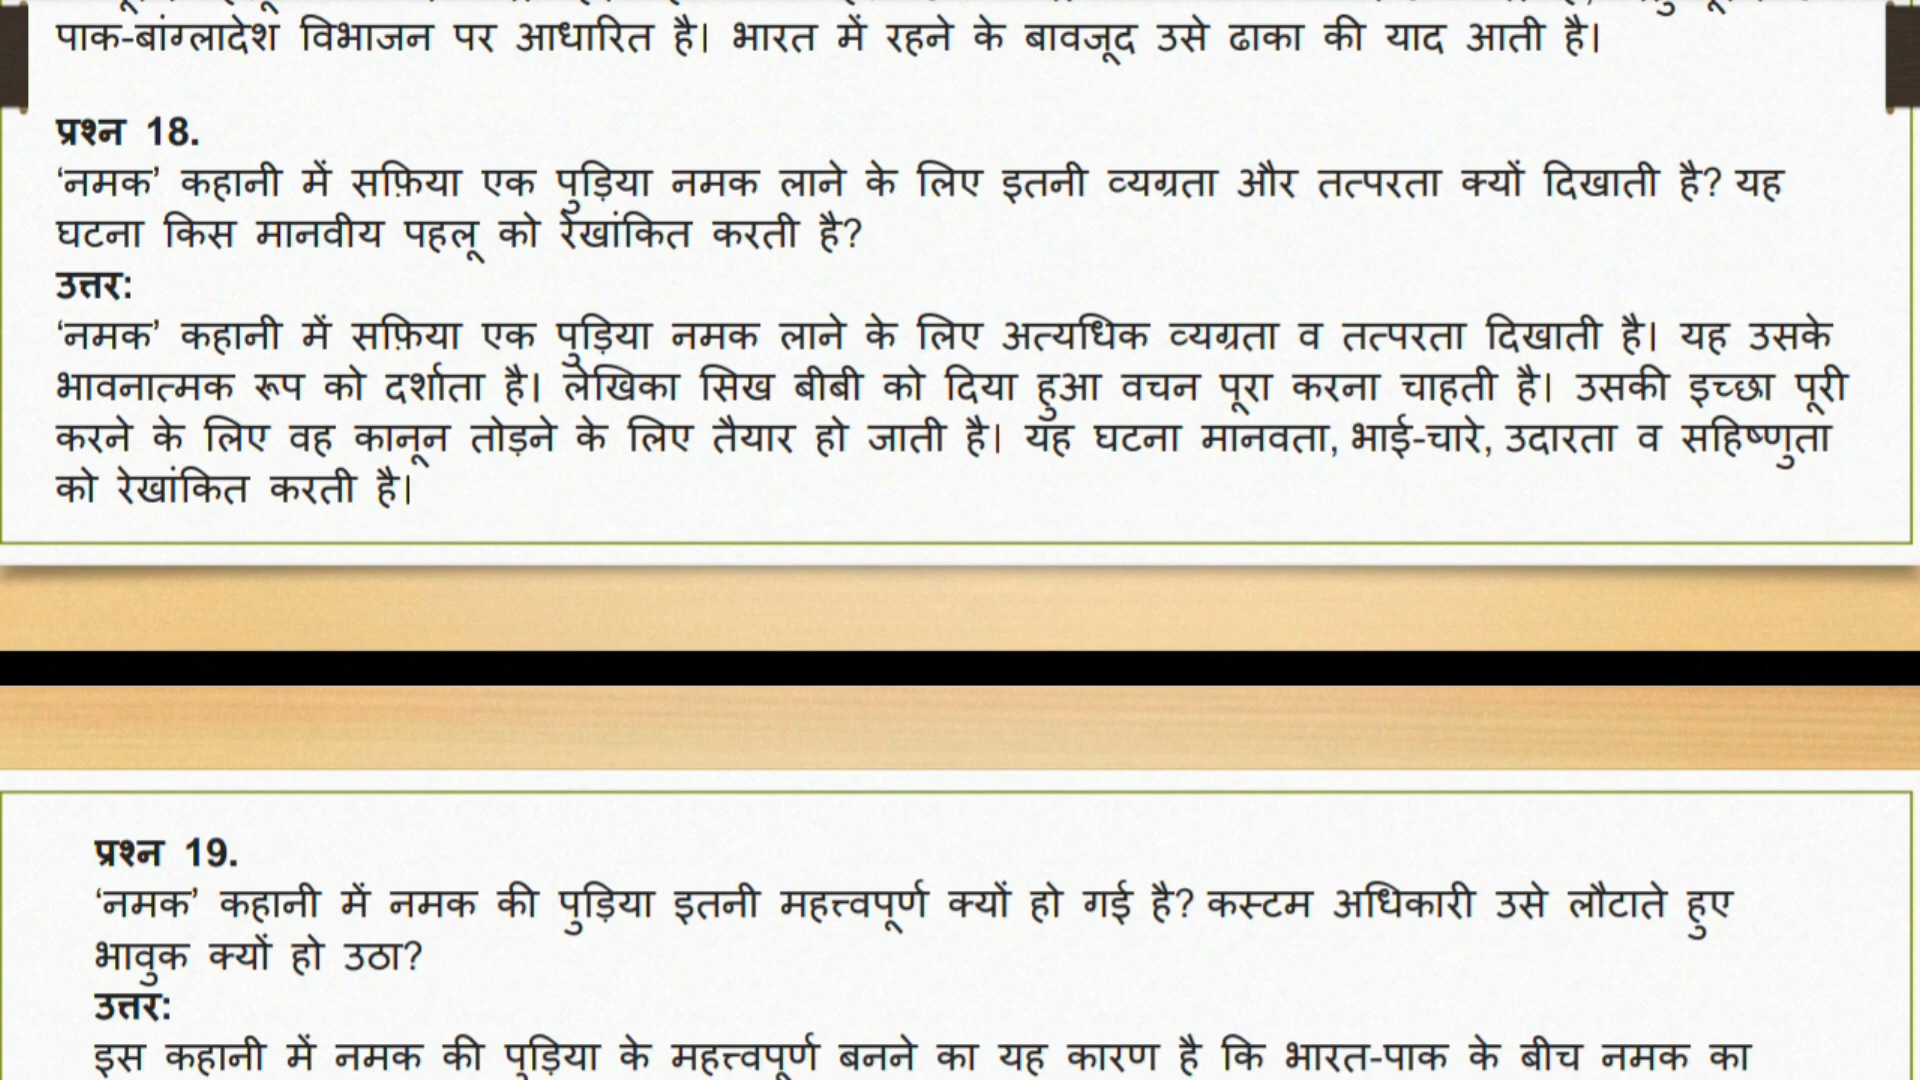 पाक-बांग्लादेश विभाजन पर आधारित है। भारत में रहने के बावजूद उसे ढाका की याद आती है।
प्रश्न 18.
‘नमक’ कहानी में सफ़िया एक पुड़िया नमक लाने के लिए इतनी व्यग्रता और तत्परता क्यों दिखाती है? यह
घटना किस मानवीय पहलू को रेखांकित करती है?
उत्तर:
‘नमक’ कहानी में सफ़िया एक पुड़िया नमक लाने के लिए अत्यधिक व्यग्रता व तत्परता दिखाती है। यह उसके
भावनात्मक रूप को दर्शाता है। लेखिका सिख बीबी को दिया हुआ वचन पूरा करना चाहती है। उसकी इच्छा पूरी
करने के लिए वह कानून तोड़ने के लिए तैयार हो जाती है। यह घटना मानवता, भाई-चारे, उदारता व सहिष्णुता
को रेखांकित करती है।
प्रश्न 19.
‘नमक’ कहानी में नमक की पुड़िया इतनी महत्त्वपूर्ण क्यों हो गई है? कस्टम अधिकारी उसे लौटाते हुए
भावुक क्यों हो उठा?
उत्तर:
इस कहानी में नमक की पुड़िया के महत्त्वपूर्ण बनने का यह कारण है कि भारत-पाक के बीच नमक का